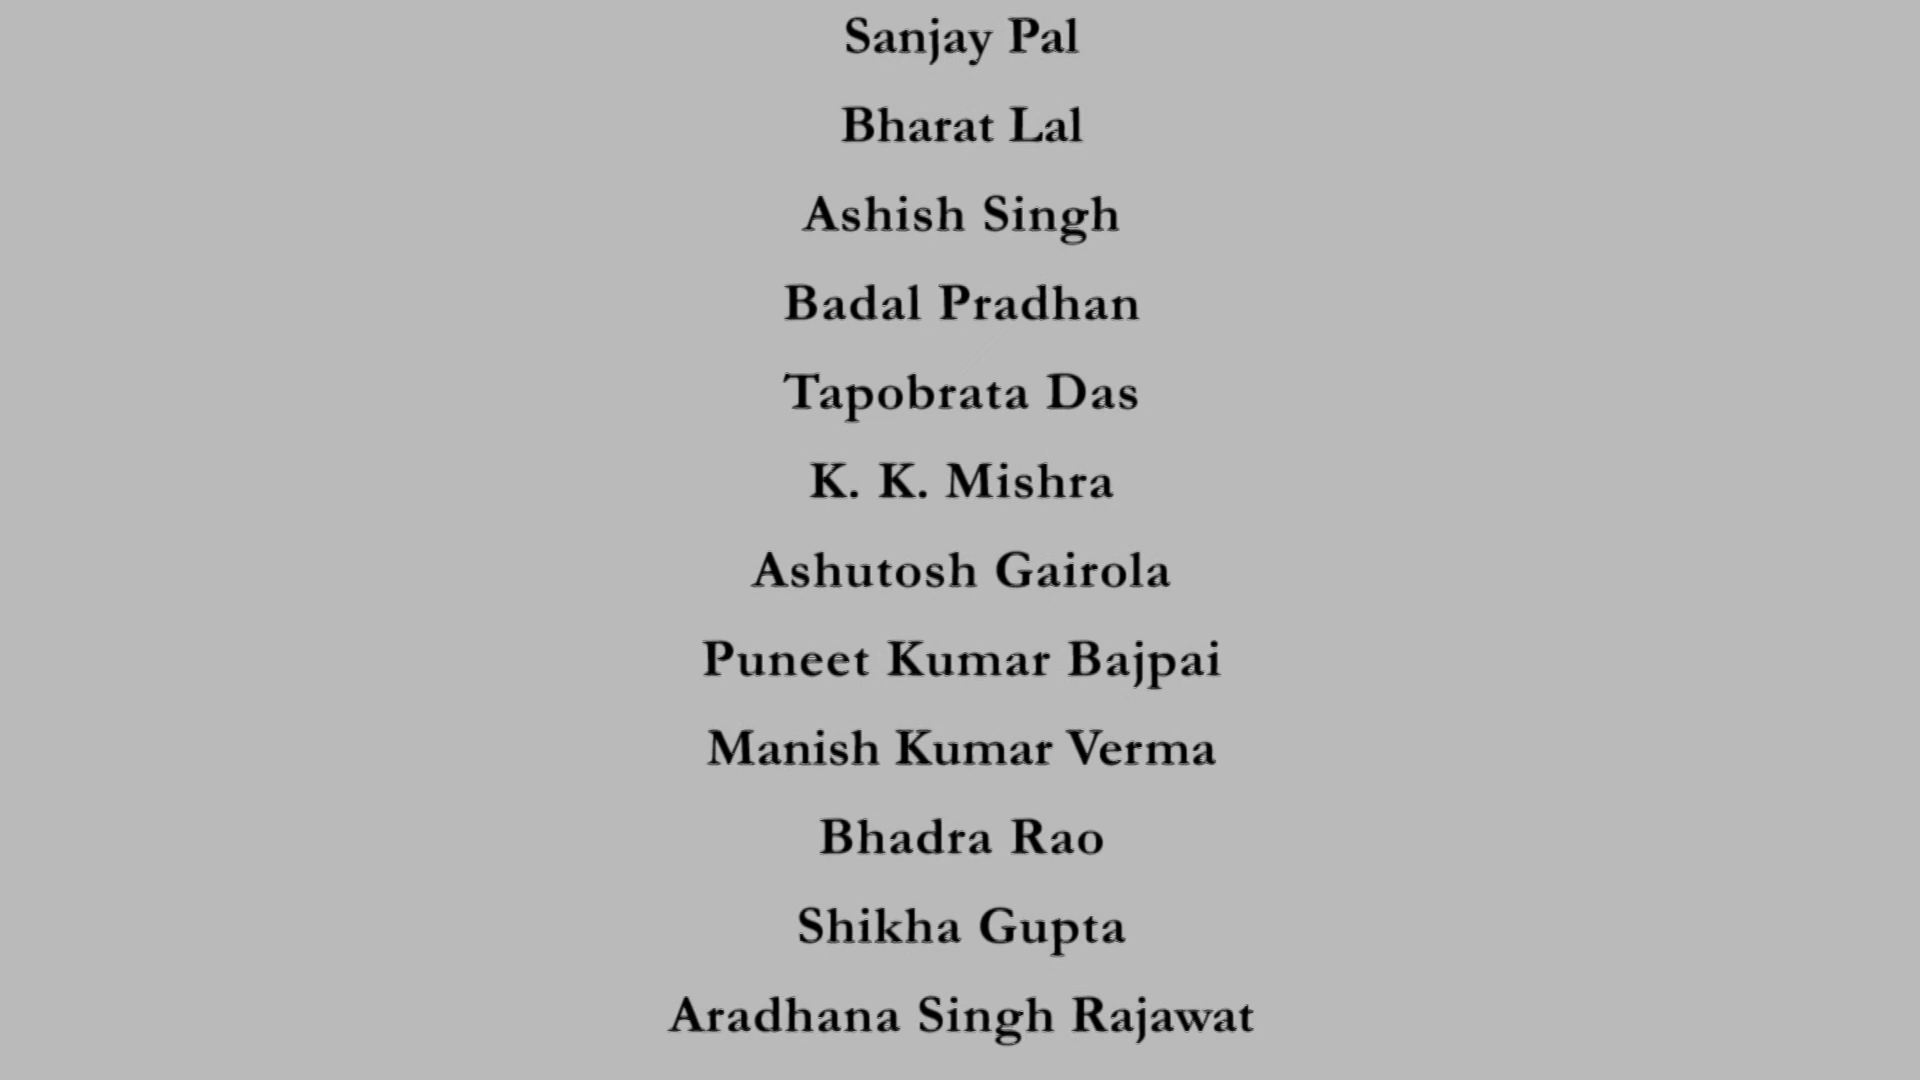 Sanjay Pal
Bharat Lal
Ashish Singh
Badal Pradhan
Tapobrata Das
K. K. Mishra
Ashutosh Gairola
Puneet Kumar Bajpai
Manish Kumar Verma
Bhadra Rao
Shikha Gupta
Aradhana Singh Rajawat